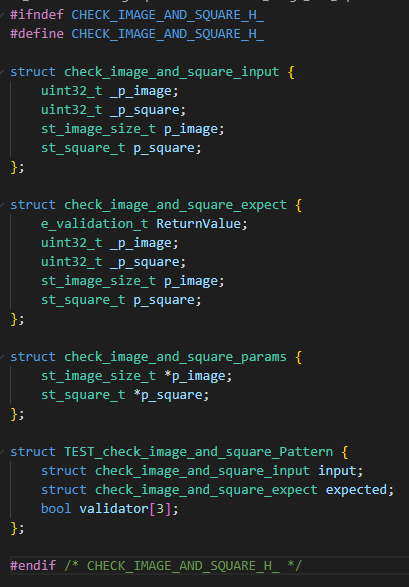 #ifndef CHECK_IMAGE_AND_SQUARE_H_
#define CHECK_IMAGE_AND_SQUARE_H_

struct check_image_and_square_input {
    uint32_t _p_image;
    uint32_t _p_square;
    st_image_size_t p_image;
    st_square_t p_square;
};

struct check_image_and_square_expect {
    e_validation_t ReturnValue;
    uint32_t _p_image;
    uint32_t _p_square;
    st_image_size_t p_image;
    st_square_t p_square;
};

struct check_image_and_square_params {
    st_image_size_t *p_image;
    st_square_t *p_square;
};

struct TEST_check_image_and_square_Pattern {
    struct check_image_and_square_input input;
    struct check_image_and_square_expect expected;
    bool validator[3];
};

#endif /* CHECK_IMAGE_AND_SQUARE_H_ */